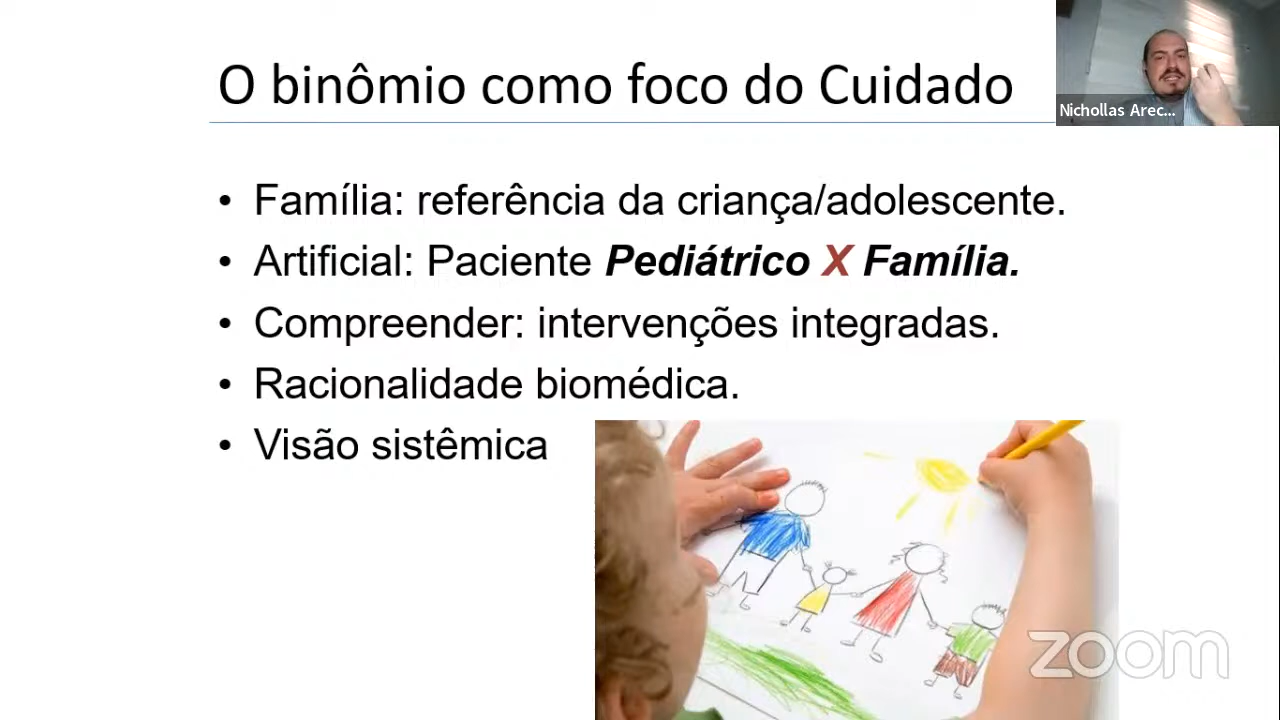 O binômio como foco do Cuidado
Nichollas Arec...
• Família: referência da criança/adolescente.
• Artificial: Paciente Pediátrico X Família.
• Compreender: intervenções integradas.
• Racionalidade biomédica.
• Visão sistêmica
zoom